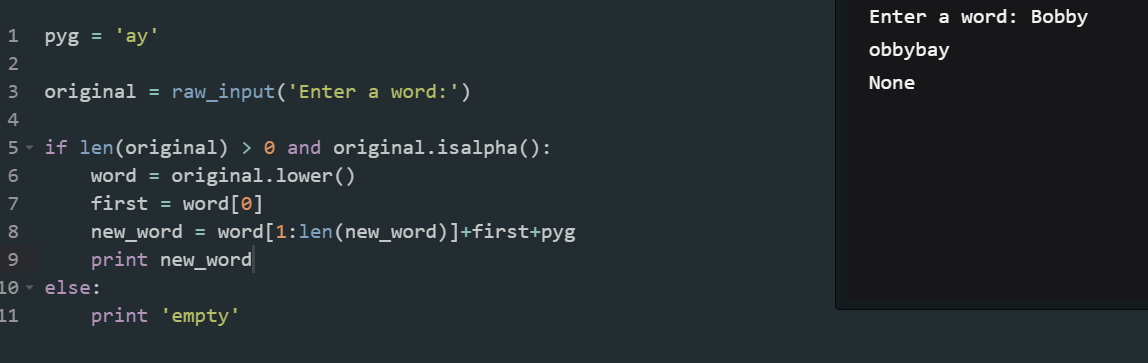 1 pyg = 'ay'
2
3 original = raw_input('Enter a word:')
4
5 if len(original) > 0 and original.isalpha():
6     word = original.lower()
7     first = word[0]
8     new_word = word[1:len(new_word)]+first+pyg
9     print new_word
10 else:
11     print 'empty'
Enter a word: Bobby
obbybay
None